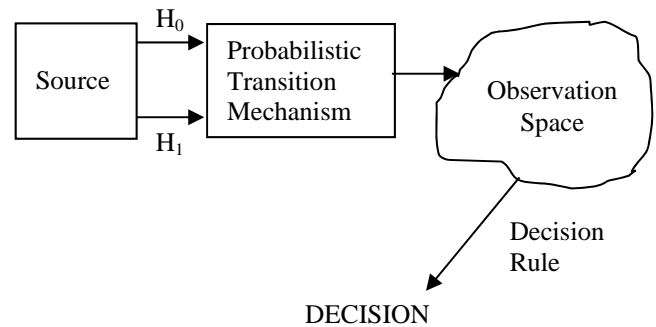 H₀
Source
H₁
Probabilistic
Transition
Mechanism
Observation
Space
Decision
Rule
DECISION